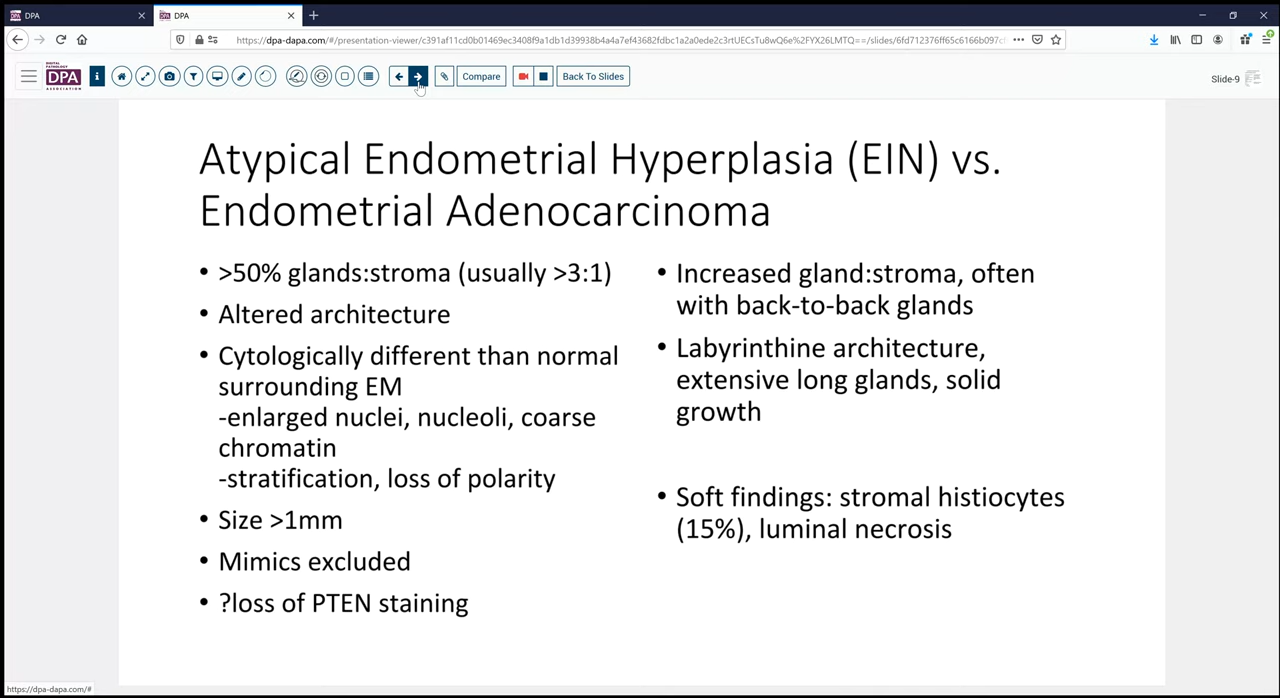 DPA
DPA
https://dpa-dapa.com/#/presentation-viewer/c391af11cd0b01469ec3408f9a1db1d39938b4a4a7ef43682fdbc1a2a0ede2c3rtUECsTu8wQ6e%2FYX26LMTQ==/slides/6fd712376ff65c6166b097c
DIGITAL PATHOLOGY
DPA
ASSOCIATION
Compare
Back To Slides
Slide-9
Atypical Endometrial Hyperplasia (EIN) vs.
Endometrial Adenocarcinoma
• >50% glands:stroma (usually >3:1)
• Altered architecture
• Cytologically different than normal
surrounding EM
-enlarged nuclei, nucleoli, coarse
chromatin
-stratification, loss of polarity
• Size >1mm
• Mimics excluded
• ?loss of PTEN staining
• Increased gland:stroma, often
with back-to-back glands
• Labyrinthine architecture,
extensive long glands, solid
growth
• Soft findings: stromal histiocytes
(15%), luminal necrosis
https://dpa-dapa.com/#